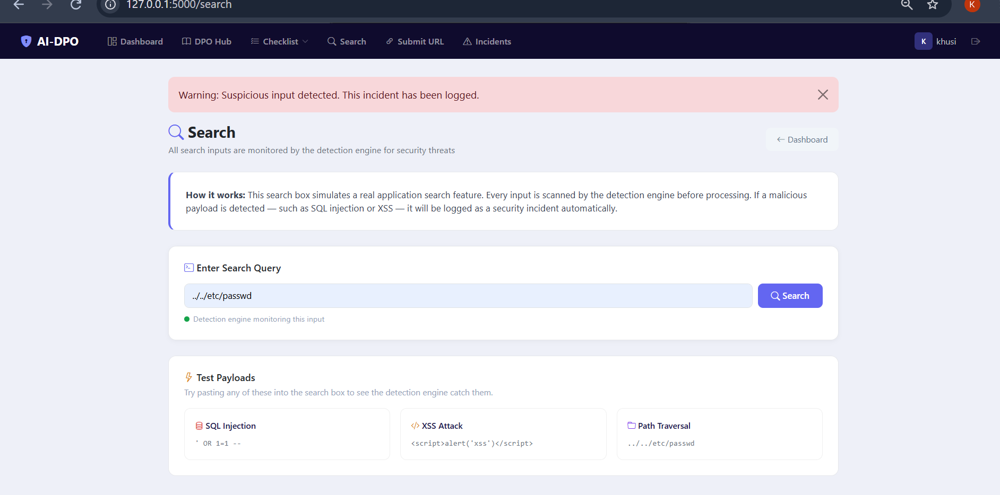 127.0.0.1:5000/search
K
AI-DPO
Dashboard
DPO Hub
Checklist
Search
Submit URL
Incidents
K
khusi
Warning: Suspicious input detected. This incident has been logged.
Search
All search inputs are monitored by the detection engine for security threats
← Dashboard
How it works: This search box simulates a real application search feature. Every input is scanned by the detection engine before processing. If a malicious
payload is detected — such as SQL injection or XSS — it will be logged as a security incident automatically.
Enter Search Query
../../etc/passwd
Search
Detection engine monitoring this input
Test Payloads
Try pasting any of these into the search box to see the detection engine catch them.
SQL Injection
' OR 1=1 --
XSS Attack
<script>alert('xss')</script>
Path Traversal
../../etc/passwd